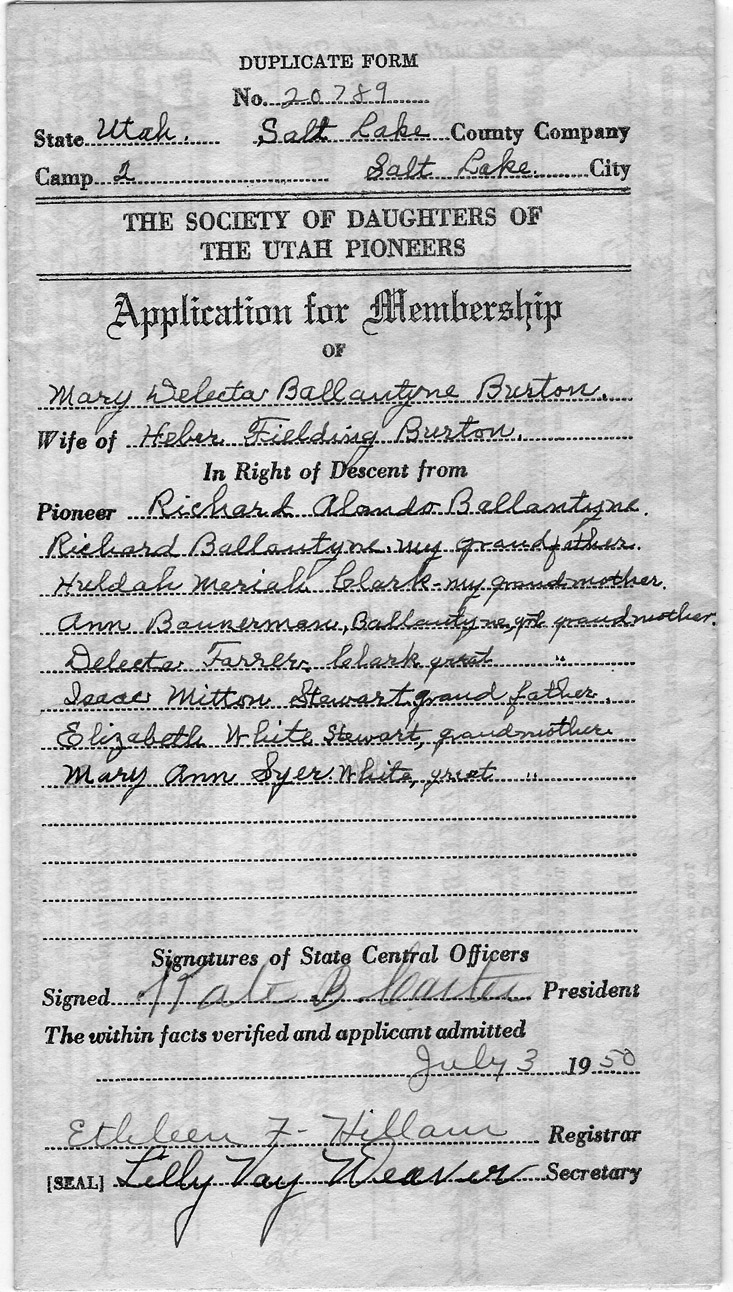 DUPLICATE FORM
No. 20789
State Utah. Salt Lake County Company
Camp 2 Salt Lake City
THE SOCIETY OF DAUGHTERS OF
THE UTAH PIONEERS
Application for Membership
OF
Mary Delecta Ballantyne Burton.
Wife of Heber Fielding Burton.
In Right of Descent from
Pioneer Richard Alando Ballantyne.
Richard Ballantyne. my grandfather.
Huldah Meriah Clark - my grandmother.
Ann Bannerman, Ballantyne, gt. grandmother.
Delecta Farrer Clark great "
Isaac Mitton Stewart grand father.
Elizabeth White Stewart, grandmother
Mary Ann Syer White, great "
Signatures of State Central Officers
Signed Kate B Carter President
The within facts verified and applicant admitted
July 3 1950
Ethleen F. Hillam Registrar
[SEAL] Lilly Vay Weaver Secretary